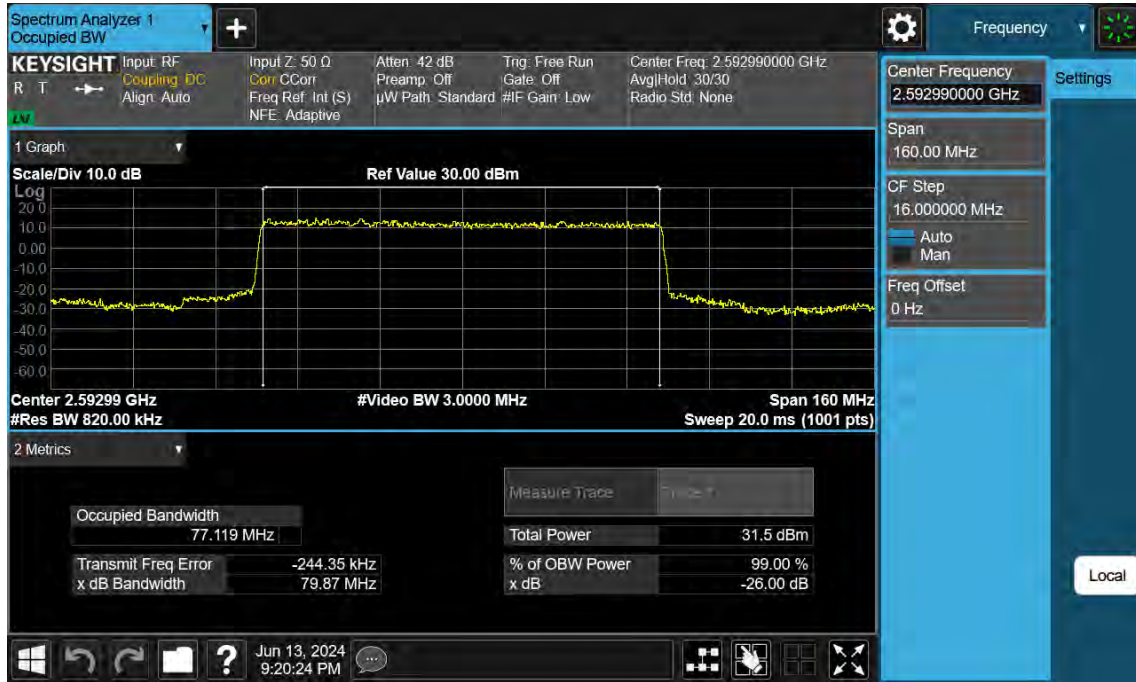 Spectrum Analyzer 1
Occupied BW
+
Frequency
KEYSIGHT
R T
Input: RF
Coupling: DC
Align: Auto
Input Z: 50 Ω
Corr CCorr
Freq Ref: Int (S)
NFE: Adaptive
Atten: 42 dB
Preamp: Off
µW Path: Standard
Trig: Free Run
Gate: Off
#IF Gain: Low
Center Freq: 2.592990000 GHz
Avg|Hold: 30/30
Radio Std: None
Center Frequency
2.592990000 GHz
Settings
Span
160.00 MHz
CF Step
16.000000 MHz
Auto
Man
Freq Offset
0 Hz
Local
1 Graph
Scale/Div 10.0 dB
Ref Value 30.00 dBm
Log
20.0
10.0
0.00
-10.0
-20.0
-30.0
-40.0
-50.0
-60.0
Center 2.59299 GHz
#Video BW 3.0000 MHz
Span 160 MHz
#Res BW 820.00 kHz
Sweep 20.0 ms (1001 pts)
2 Metrics
Measure Trace
Occupied Bandwidth
77.119 MHz
Total Power 31.5 dBm
Transmit Freq Error -244.35 kHz
% of OBW Power 99.00 %
x dB Bandwidth 79.87 MHz
x dB -26.00 dB
?
Jun 13, 2024
9:20:24 PM